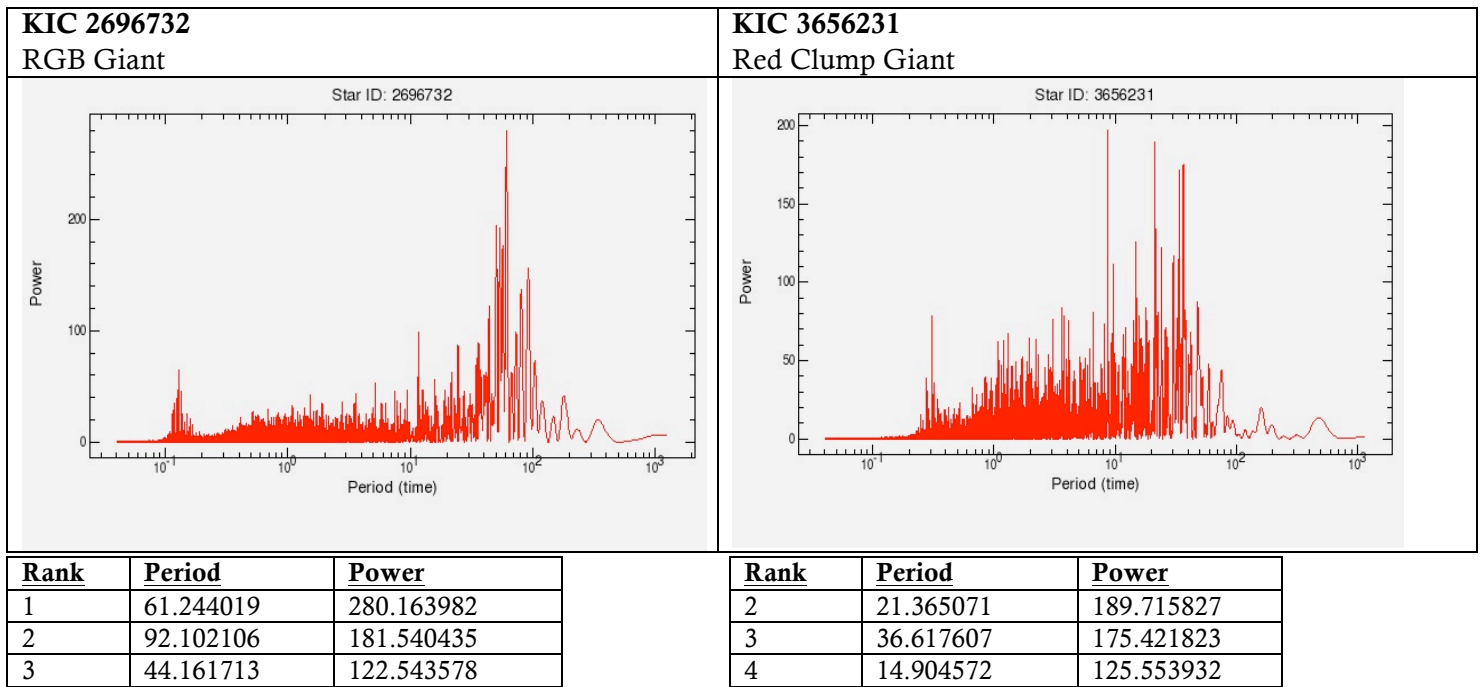 KIC 2696732
RGB Giant
KIC 3656231
Red Clump Giant
Star ID: 2696732
Power
200
100
0
10-1
100
101
102
103
Period (time)
Star ID: 3656231
Power
200
150
100
50
0
10-1
100
101
102
103
Period (time)
Rank Period Power
1 61.244019 280.163982
2 92.102106 181.540435
3 44.161713 122.543578
Rank Period Power
2 21.365071 189.715827
3 36.617607 175.421823
4 14.904572 125.553932